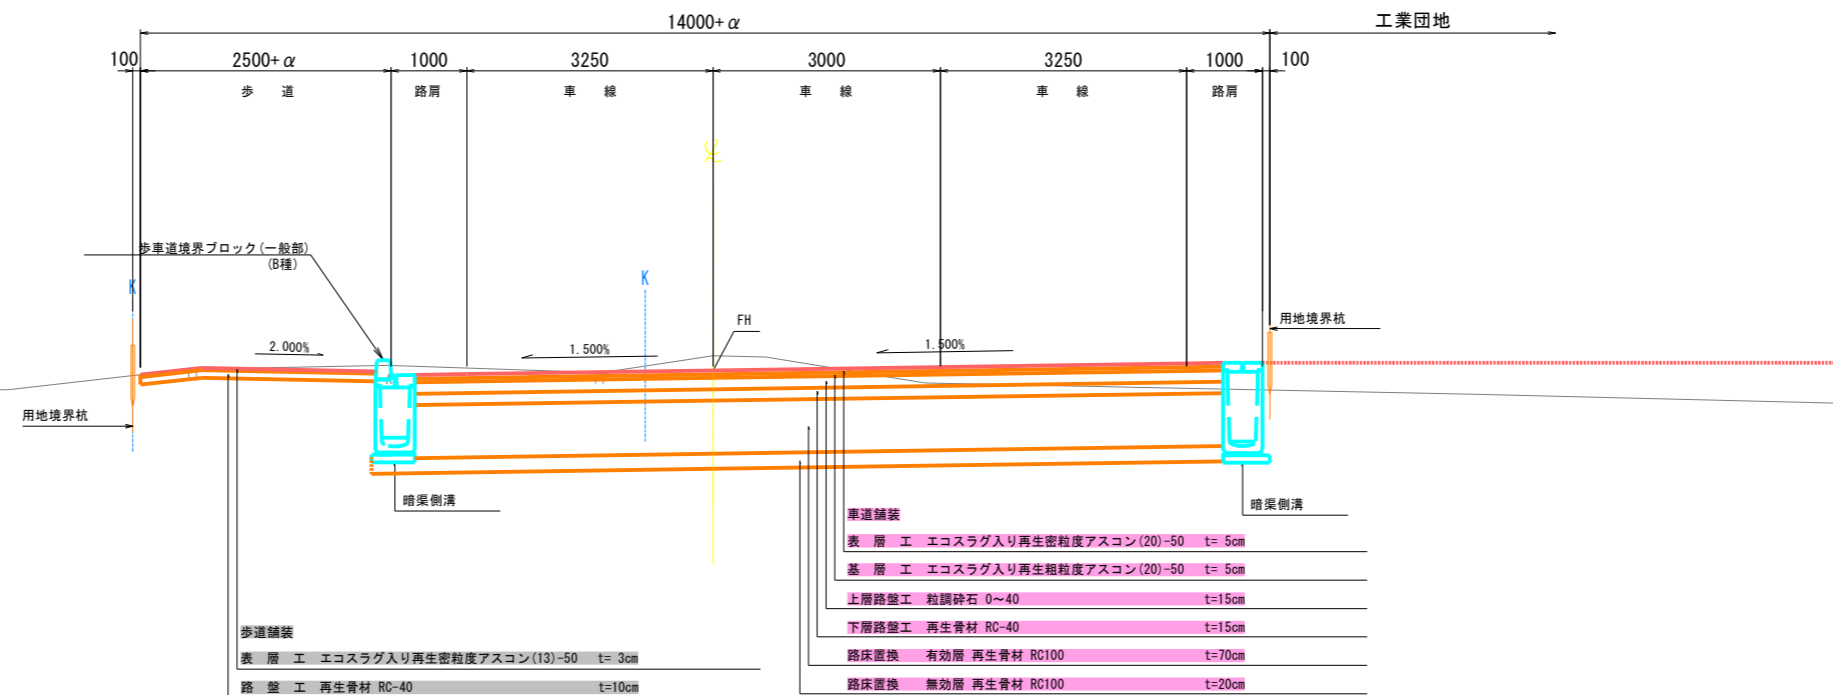 14000+α
工業団地
100
2500+α
1000
3250
3000
3250
1000
100
歩 道
路肩
車 線
車 線
車 線
路肩
歩車道境界ブロック(一般部)
(B種)
K
K
FH
用地境界杭
2.000%
1.500%
1.500%
用地境界杭
暗渠側溝
暗渠側溝
車道舗装
表 層 工 エコスラグ入り再生密粒度アスコン(20)-50 t= 5cm
基 層 工 エコスラグ入り再生粗粒度アスコン(20)-50 t= 5cm
上層路盤工 粒調砕石 0～40 t=15cm
下層路盤工 再生骨材 RC-40 t=15cm
路床置換 有効層 再生骨材 RC100 t=70cm
路床置換 無効層 再生骨材 RC100 t=20cm
歩道舗装
表 層 工 エコスラグ入り再生密粒度アスコン(13)-50 t= 3cm
路 盤 工 再生骨材 RC-40 t=10cm